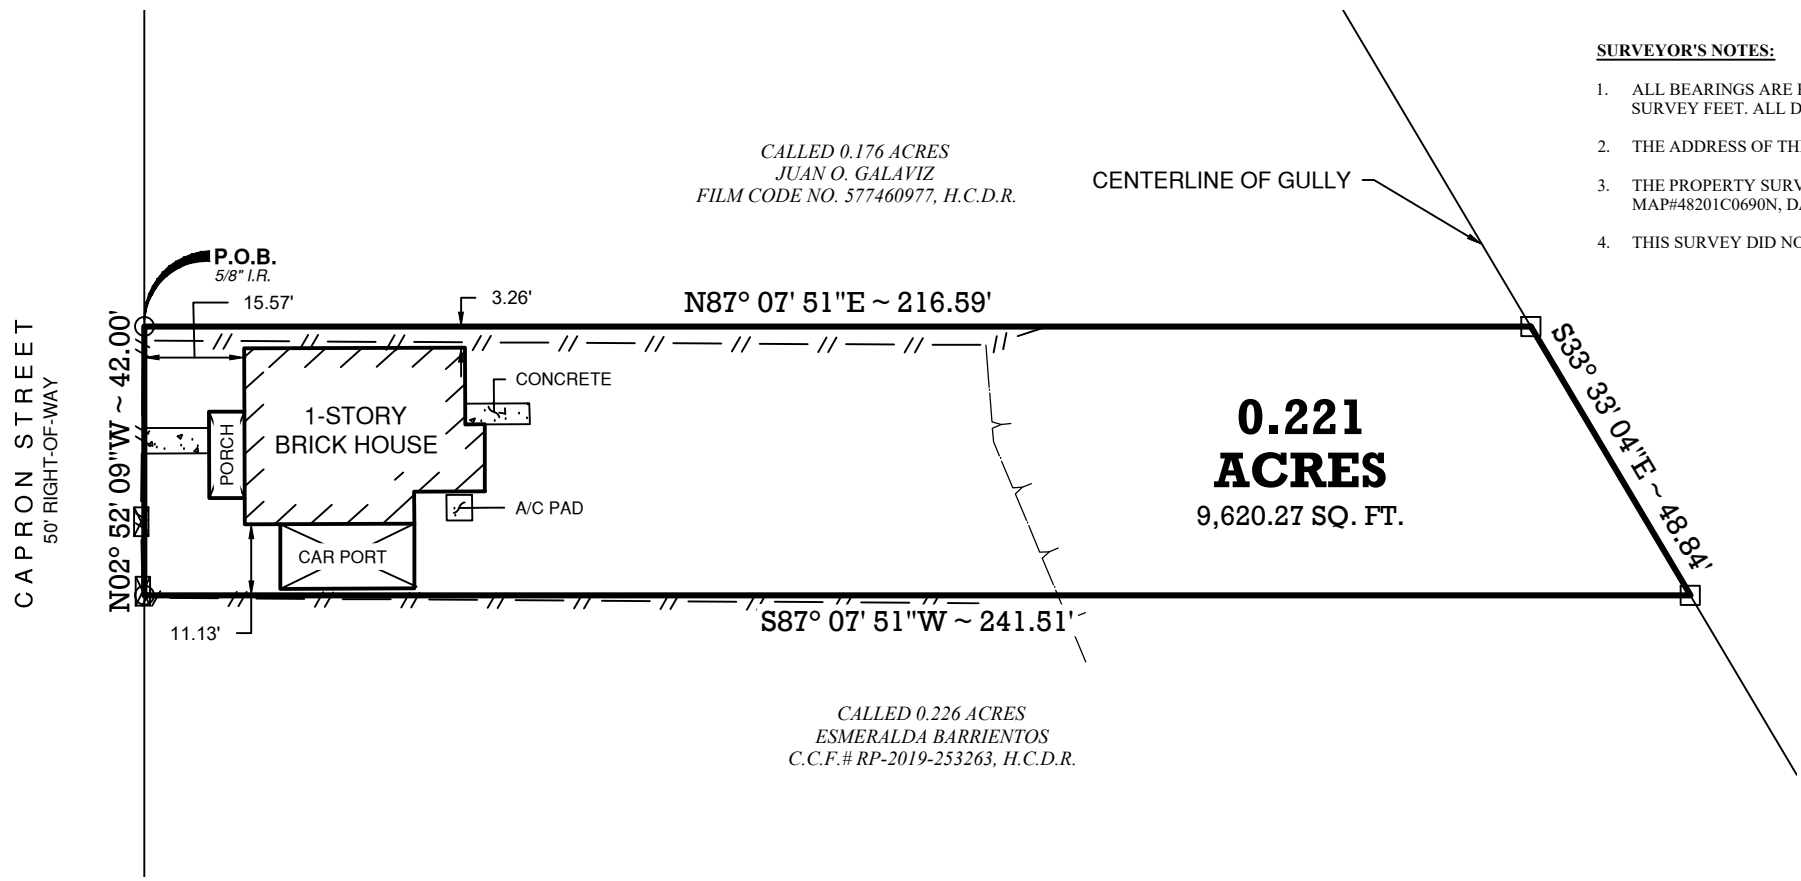 SURVEYOR'S NOTES:
1. ALL BEARINGS ARE
SURVEY FEET. ALL
2. THE ADDRESS OF
3. THE PROPERTY
MAP#48201C0690N,
4. THIS SURVEY DID
CALLED 0.176 ACRES
JUAN O. GALAVIZ
FILM CODE NO. 577460977, H.C.D.R.
CENTERLINE OF GULLY
P.O.B.
5/8" I.R.
15.57'
3.26'
N87° 07' 51"E ~ 216.59'
CAPRON STREET
50' RIGHT-OF-WAY
N02° 52' 09"W ~ 42.00'
S33° 33' 04"E ~ 48.84'
CONCRETE
1-STORY
BRICK HOUSE
PORCH
A/C PAD
CAR PORT
0.221
ACRES
9,620.27 SQ. FT.
11.13'
S87° 07' 51"W ~ 241.51'
CALLED 0.226 ACRES
ESMERALDA BARRIENTOS
C.C.F.# RP-2019-253263, H.C.D.R.